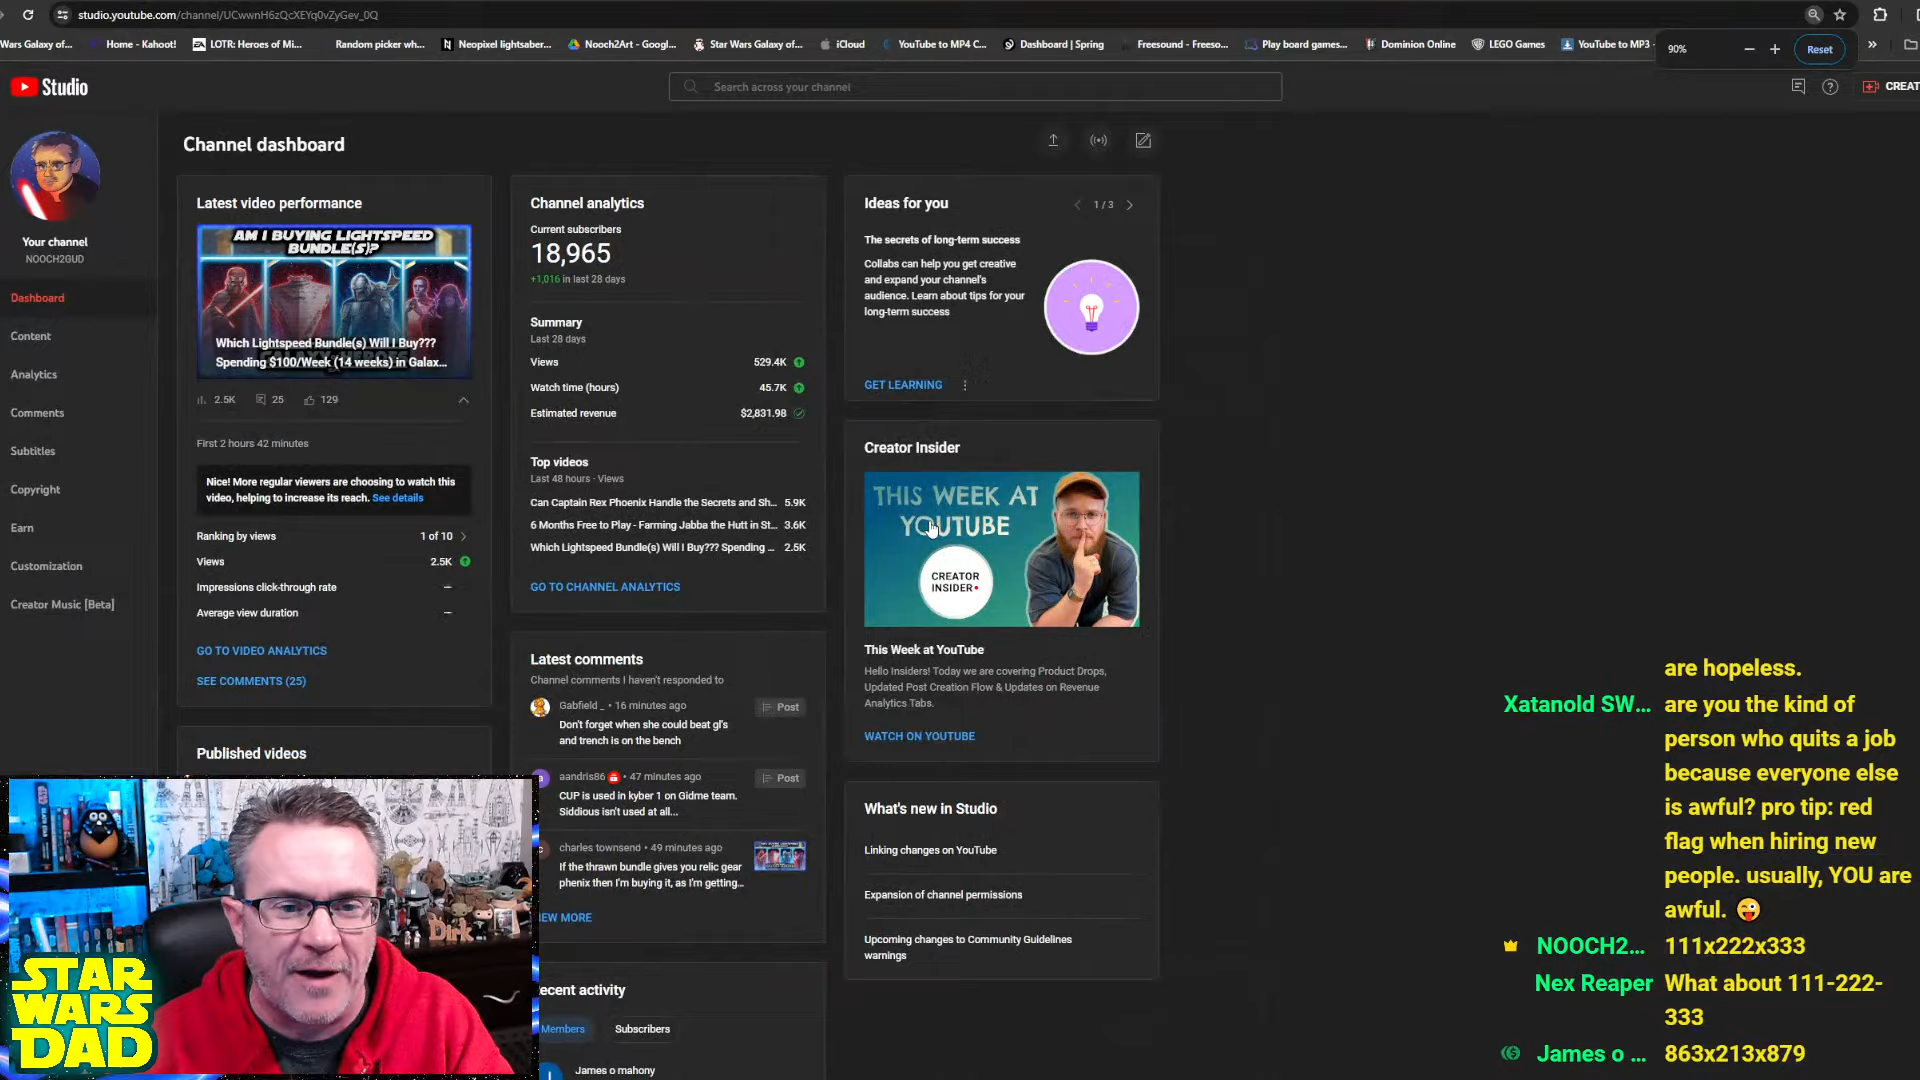 studio.youtube.com/channel/UCwwnH6zQcXEYq0vZyGev_0Q
Wars Galaxy of...
Home - Kahoot!
LOTR: Heroes of Mi...
Random picker wh...
Neopixel lightsaber...
Nooch2Art - Googl...
Star Wars Galaxy of...
iCloud
YouTube to MP4 C...
Dashboard | Spring
Freesound - Freeso...
Play board games...
Dominion Online
LEGO Games
YouTube to MP3
»
90%
Reset
Studio
Search across your channel
CREAT
Channel dashboard
Your channel
NOOCH2GUD
Dashboard
Content
Analytics
Comments
Subtitles
Copyright
Earn
Customization
Creator Music [Beta]
Latest video performance
AM I BUYING LIGHTSPEED
BUNDLE(S)?
Which Lightspeed Bundle(s) Will I Buy???
Spending $100/Week (14 weeks) in Galax...
2.5K
25
129
First 2 hours 42 minutes
Nice! More regular viewers are choosing to watch this
video, helping to increase its reach. See details
Ranking by views
1 of 10
Views
2.5K
Impressions click-through rate
—
Average view duration
—
GO TO VIDEO ANALYTICS
SEE COMMENTS (25)
Published videos
Channel analytics
Current subscribers
18,965
+1,016 in last 28 days
Summary
Last 28 days
Views
529.4K
Watch time (hours)
45.7K
Estimated revenue
$2,831.98
Top videos
Last 48 hours · Views
Can Captain Rex Phoenix Handle the Secrets and Sh...
5.9K
6 Months Free to Play - Farming Jabba the Hutt in St...
3.6K
Which Lightspeed Bundle(s) Will I Buy??? Spending ...
2.5K
GO TO CHANNEL ANALYTICS
Latest comments
Channel comments I haven't responded to
Gabfield _ • 16 minutes ago
Post
Don't forget when she could beat gl's
and trench is on the bench
aandris86 • 47 minutes ago
Post
CUP is used in kyber 1 on Gidme team.
Siddious isn't used at all...
charles townsend • 49 minutes ago
If the thrawn bundle gives you relic gear
phenix then I'm buying it, as I'm getting...
EW MORE
ecent activity
Members
Subscribers
James o mahony
Ideas for you
1 / 3
The secrets of long-term success
Collabs can help you get creative
and expand your channel's
audience. Learn about tips for your
long-term success
GET LEARNING
Creator Insider
THIS WEEK AT
YOUTUBE
CREATOR
INSIDER
This Week at YouTube
Hello Insiders! Today we are covering Product Drops,
Updated Post Creation Flow & Updates on Revenue
Analytics Tabs.
WATCH ON YOUTUBE
What's new in Studio
Linking changes on YouTube
Expansion of channel permissions
Upcoming changes to Community Guidelines
warnings
are hopeless.
Xatanold SW... are you the kind of
person who quits a job
because everyone else
is awful? pro tip: red
flag when hiring new
people. usually, YOU are
awful. 😜
NOOCH2... 111x222x333
Nex Reaper What about 111-222-
333
James o ... 863x213x879
Dirk
STAR
WARS
DAD